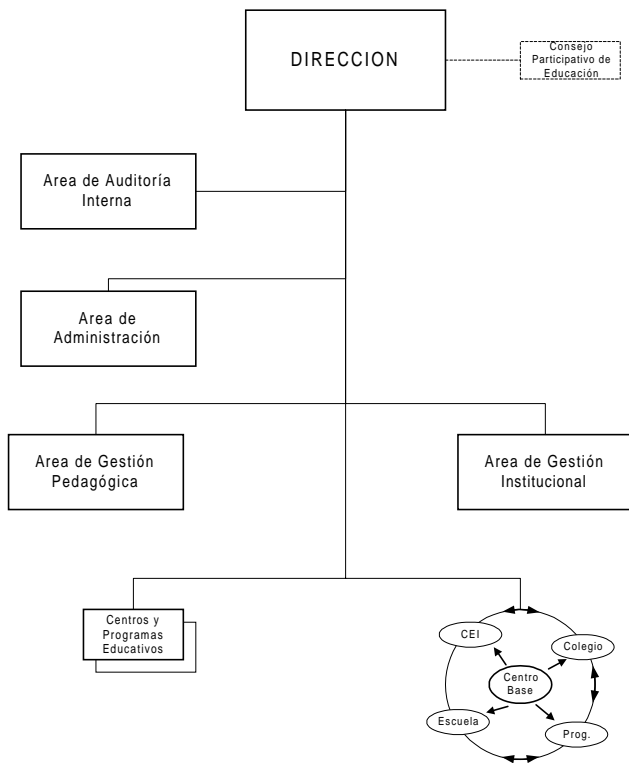 DIRECCION
Consejo
Participativo de
Educación
Area de Auditoría
Interna
Area de
Administración
Area de Gestión
Pedagógica
Area de Gestión
Institucional
Centros y
Programas
Educativos
CEI
Colegio
Centro
Base
Escuela
Prog.